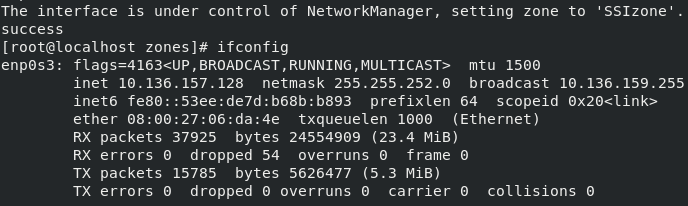 The interface is under control of NetworkManager, setting zone to 'SSIzone'.
success
[root@localhost zones]# ifconfig
enp0s3: flags=4163<UP,BROADCAST,RUNNING,MULTICAST>  mtu 1500
        inet 10.136.157.128  netmask 255.255.252.0  broadcast 10.136.159.255
        inet6 fe80::53ee:de7d:b68b:b893  prefixlen 64  scopeid 0x20<link>
        ether 08:00:27:06:da:4e  txqueuelen 1000  (Ethernet)
        RX packets 37925  bytes 24554909 (23.4 MiB)
        RX errors 0  dropped 54  overruns 0  frame 0
        TX packets 15785  bytes 5626477 (5.3 MiB)
        TX errors 0  dropped 0 overruns 0  carrier 0  collisions 0